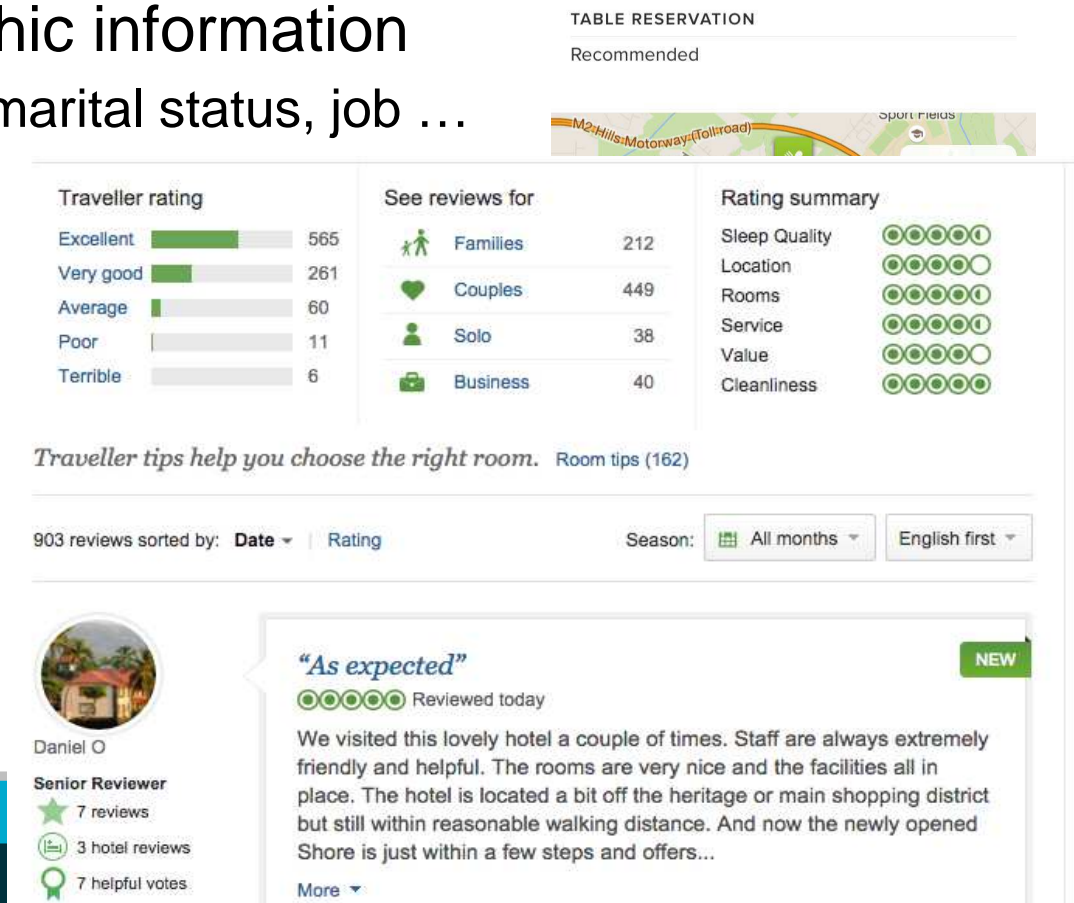 hic information
marital status, job …
TABLE RESERVATION
Recommended
M2-Hills-Motorway-(Toll-road)
Sport Fields
Traveller rating
Excellent 565
Very good 261
Average 60
Poor 11
Terrible 6
See reviews for
Families 212
Couples 449
Solo 38
Business 40
Rating summary
Sleep Quality
Location
Rooms
Service
Value
Cleanliness
Traveller tips help you choose the right room. Room tips (162)
903 reviews sorted by: Date | Rating Season: All months English first
Daniel O
Senior Reviewer
7 reviews
3 hotel reviews
7 helpful votes
“As expected” NEW
Reviewed today
We visited this lovely hotel a couple of times. Staff are always extremely
friendly and helpful. The rooms are very nice and the facilities all in
place. The hotel is located a bit off the heritage or main shopping district
but still within reasonable walking distance. And now the newly opened
Shore is just within a few steps and offers...
More